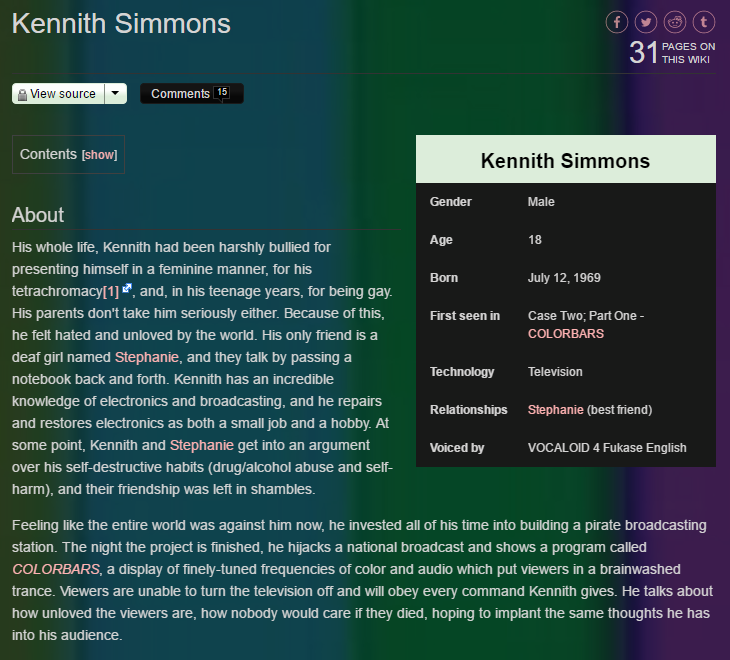 Kennith Simmons
31 PAGES ON
THIS WIKI
View source
Comments 15
Contents [show]
About
His whole life, Kennith had been harshly bullied for
presenting himself in a feminine manner, for his
tetrachromacy[1], and, in his teenage years, for being gay.
His parents don't take him seriously either. Because of this,
he felt hated and unloved by the world. His only friend is a
deaf girl named Stephanie, and they talk by passing a
notebook back and forth. Kennith has an incredible
knowledge of electronics and broadcasting, and he repairs
and restores electronics as both a small job and a hobby. At
some point, Kennith and Stephanie get into an argument
over his self-destructive habits (drug/alcohol abuse and self-
harm), and their friendship was left in shambles.
Kennith Simmons
Gender Male
Age 18
Born July 12, 1969
First seen in Case Two; Part One -
COLORBARS
Technology Television
Relationships Stephanie (best friend)
Voiced by VOCALOID 4 Fukase English
Feeling like the entire world was against him now, he invested all of his time into building a pirate broadcasting
station. The night the project is finished, he hijacks a national broadcast and shows a program called
COLORBARS, a display of finely-tuned frequencies of color and audio which put viewers in a brainwashed
trance. Viewers are unable to turn the television off and will obey every command Kennith gives. He talks about
how unloved the viewers are, how nobody would care if they died, hoping to implant the same thoughts he has
into his audience.